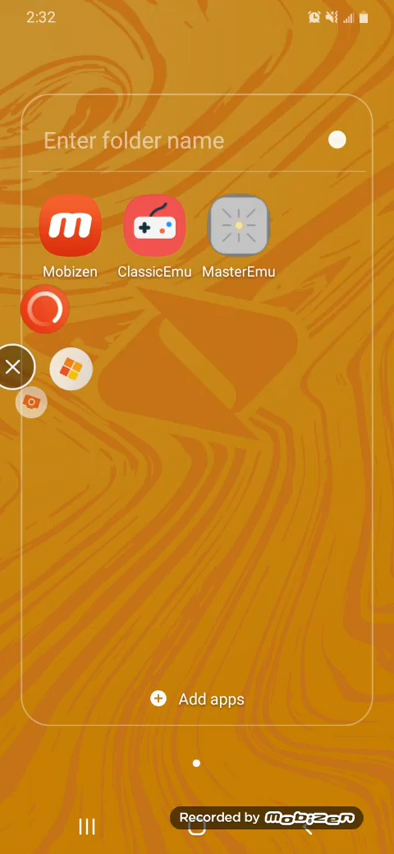 2:32
Enter folder name
m
Mobizen ClassicEmu MasterEmu
Add apps
Recorded by mobizen